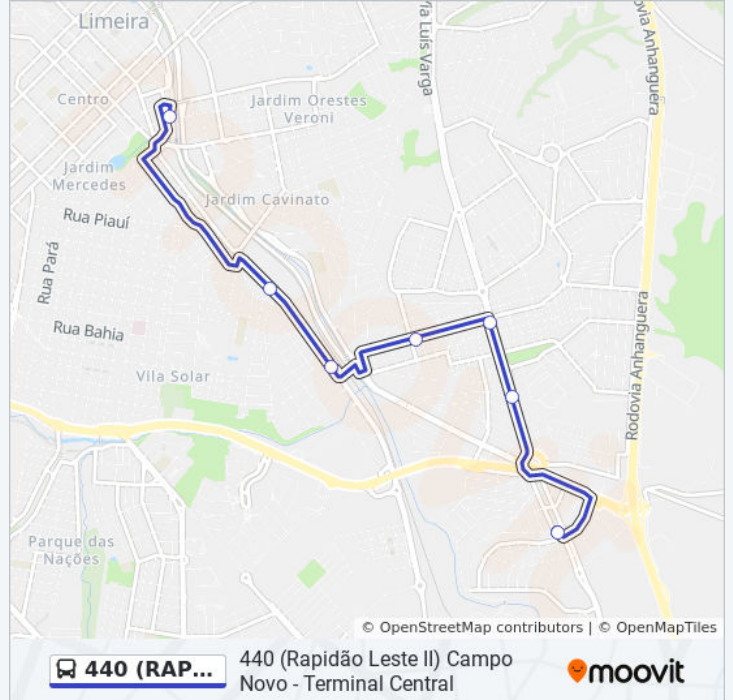 Limeira
Via Luís Varga
Rodovia Anhanguera
Centro
Jardim Orestes
Veroni
Jardim
Mercedes
Jardim Cavinato
Rua Piauí
Rua Pará
Rua Bahia
Rodovia Anhanguera
Vila Solar
Parque das
Nações
© OpenStreetMap contributors | © OpenMapTiles
440 (RAP...
440 (Rapidão Leste II) Campo
Novo - Terminal Central
moovit